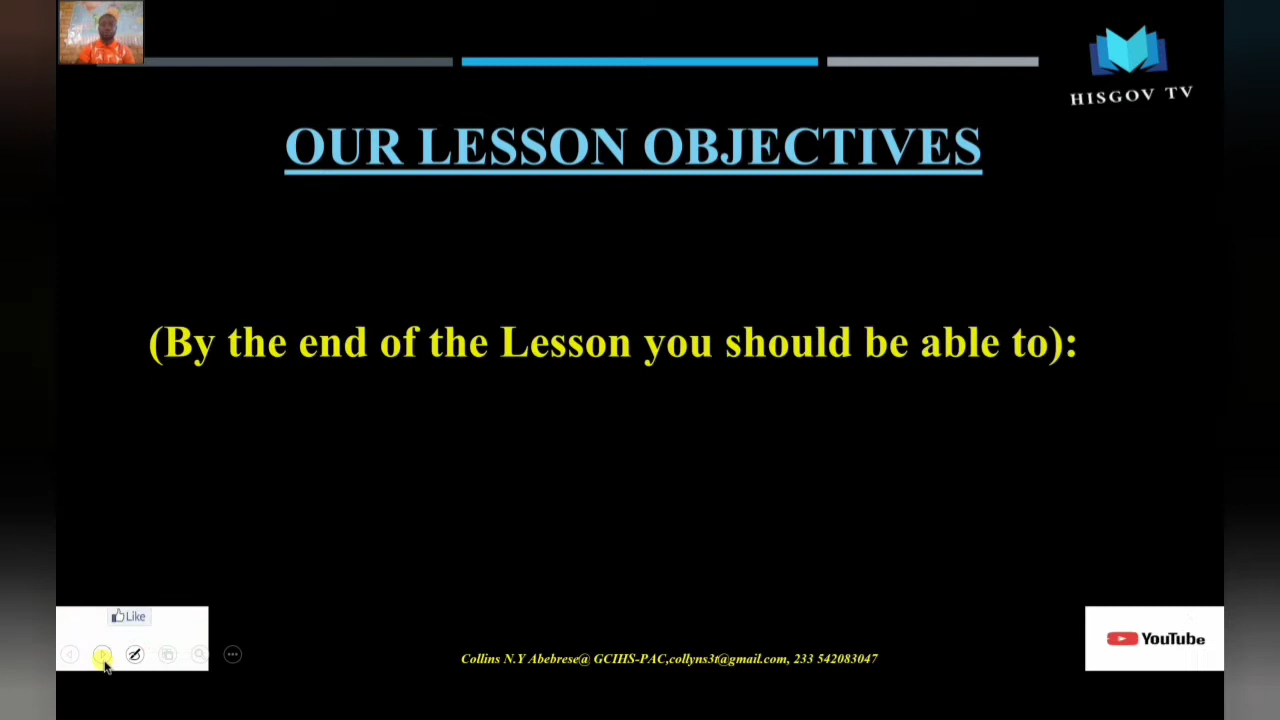 HISGOV TV
OUR LESSON OBJECTIVES
(By the end of the Lesson you should be able to):
Like
Collins N.Y Abebrese@ GCIHS-PAC,collyns3t@gmail.com, 233 542083047
YouTube